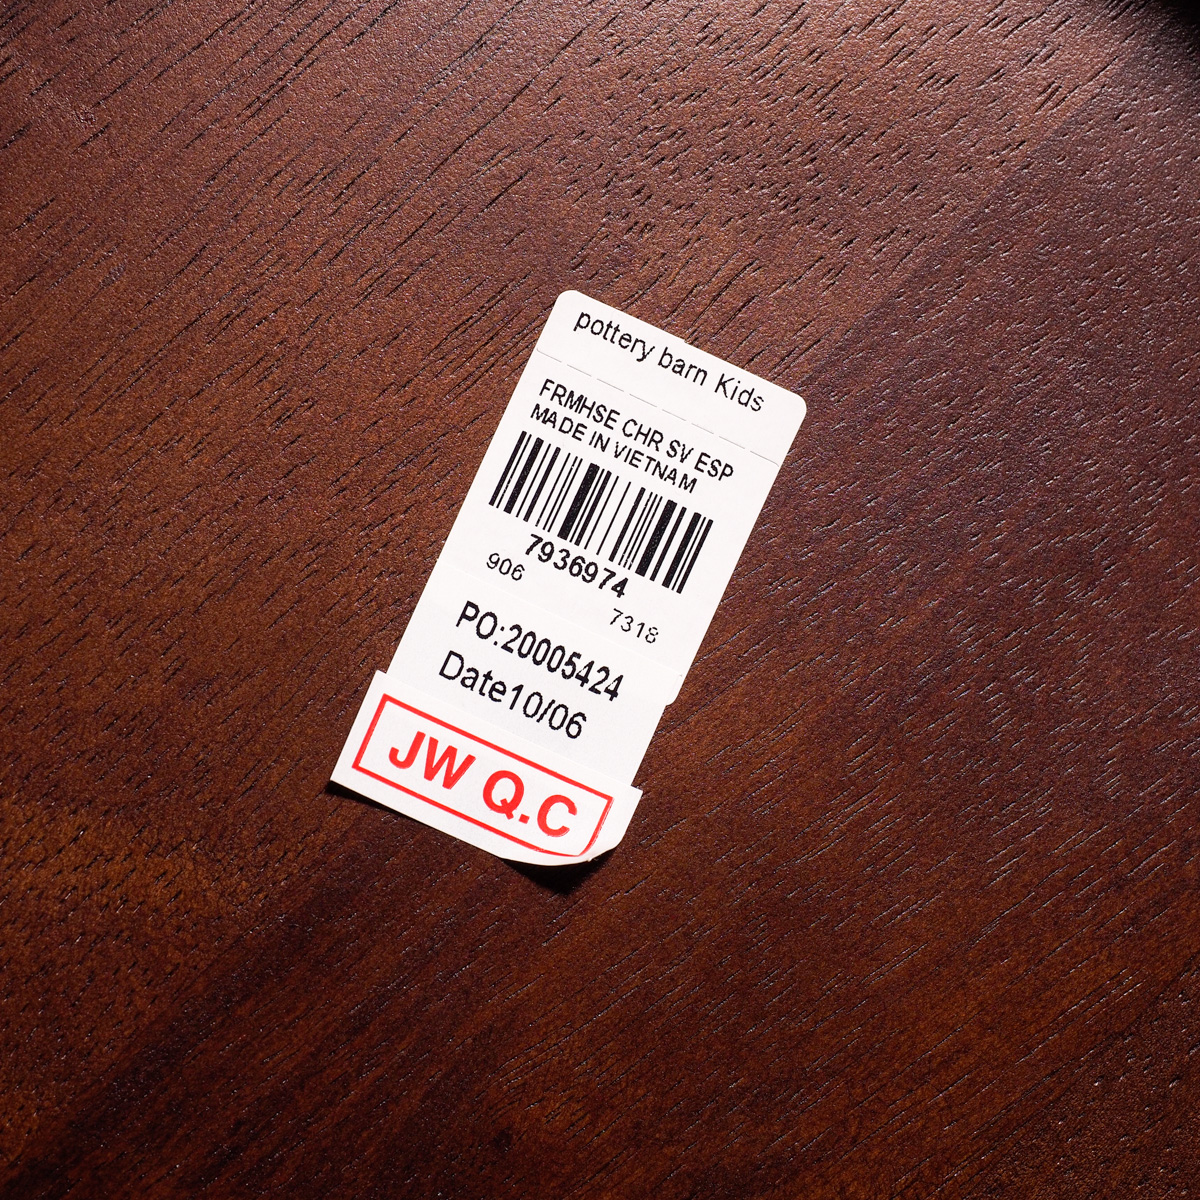 pottery barn Kids
FRMHSE CHR SV ESP
MADE IN VIETNAM
7936974
906 7318
PO:20005424
Date10/06
JW Q.C